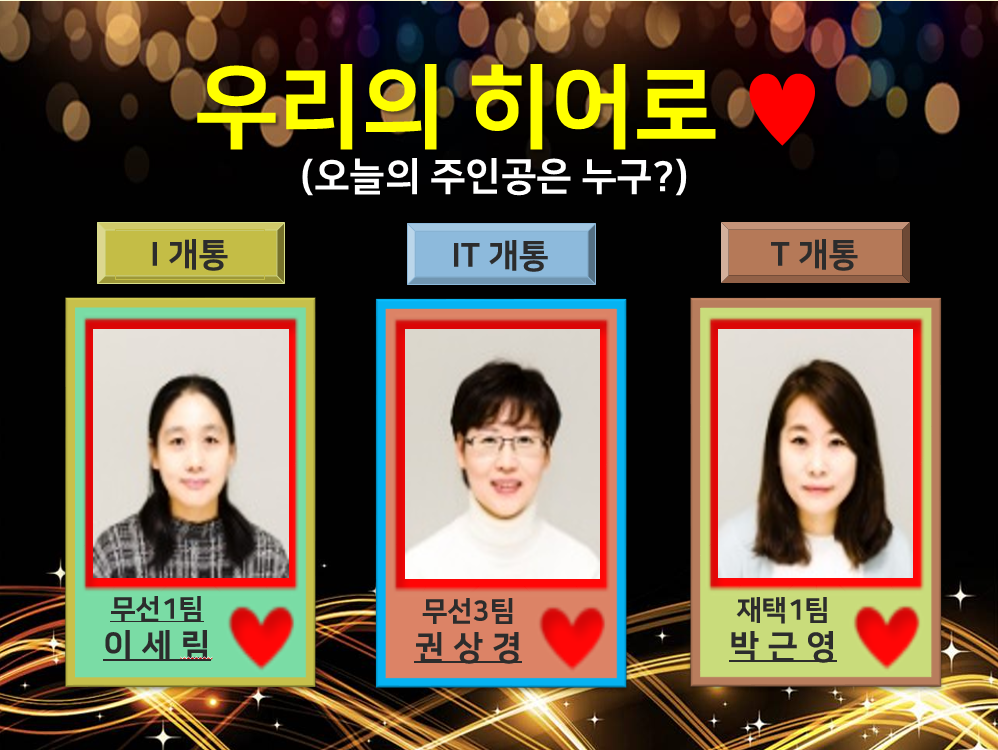 우리의 히어로 ♥
(오늘의 주인공은 누구?)
I 개통
IT 개통
T 개통
무선1팀
이 세 림
무선3팀
권 상 경
재택1팀
박 근 영